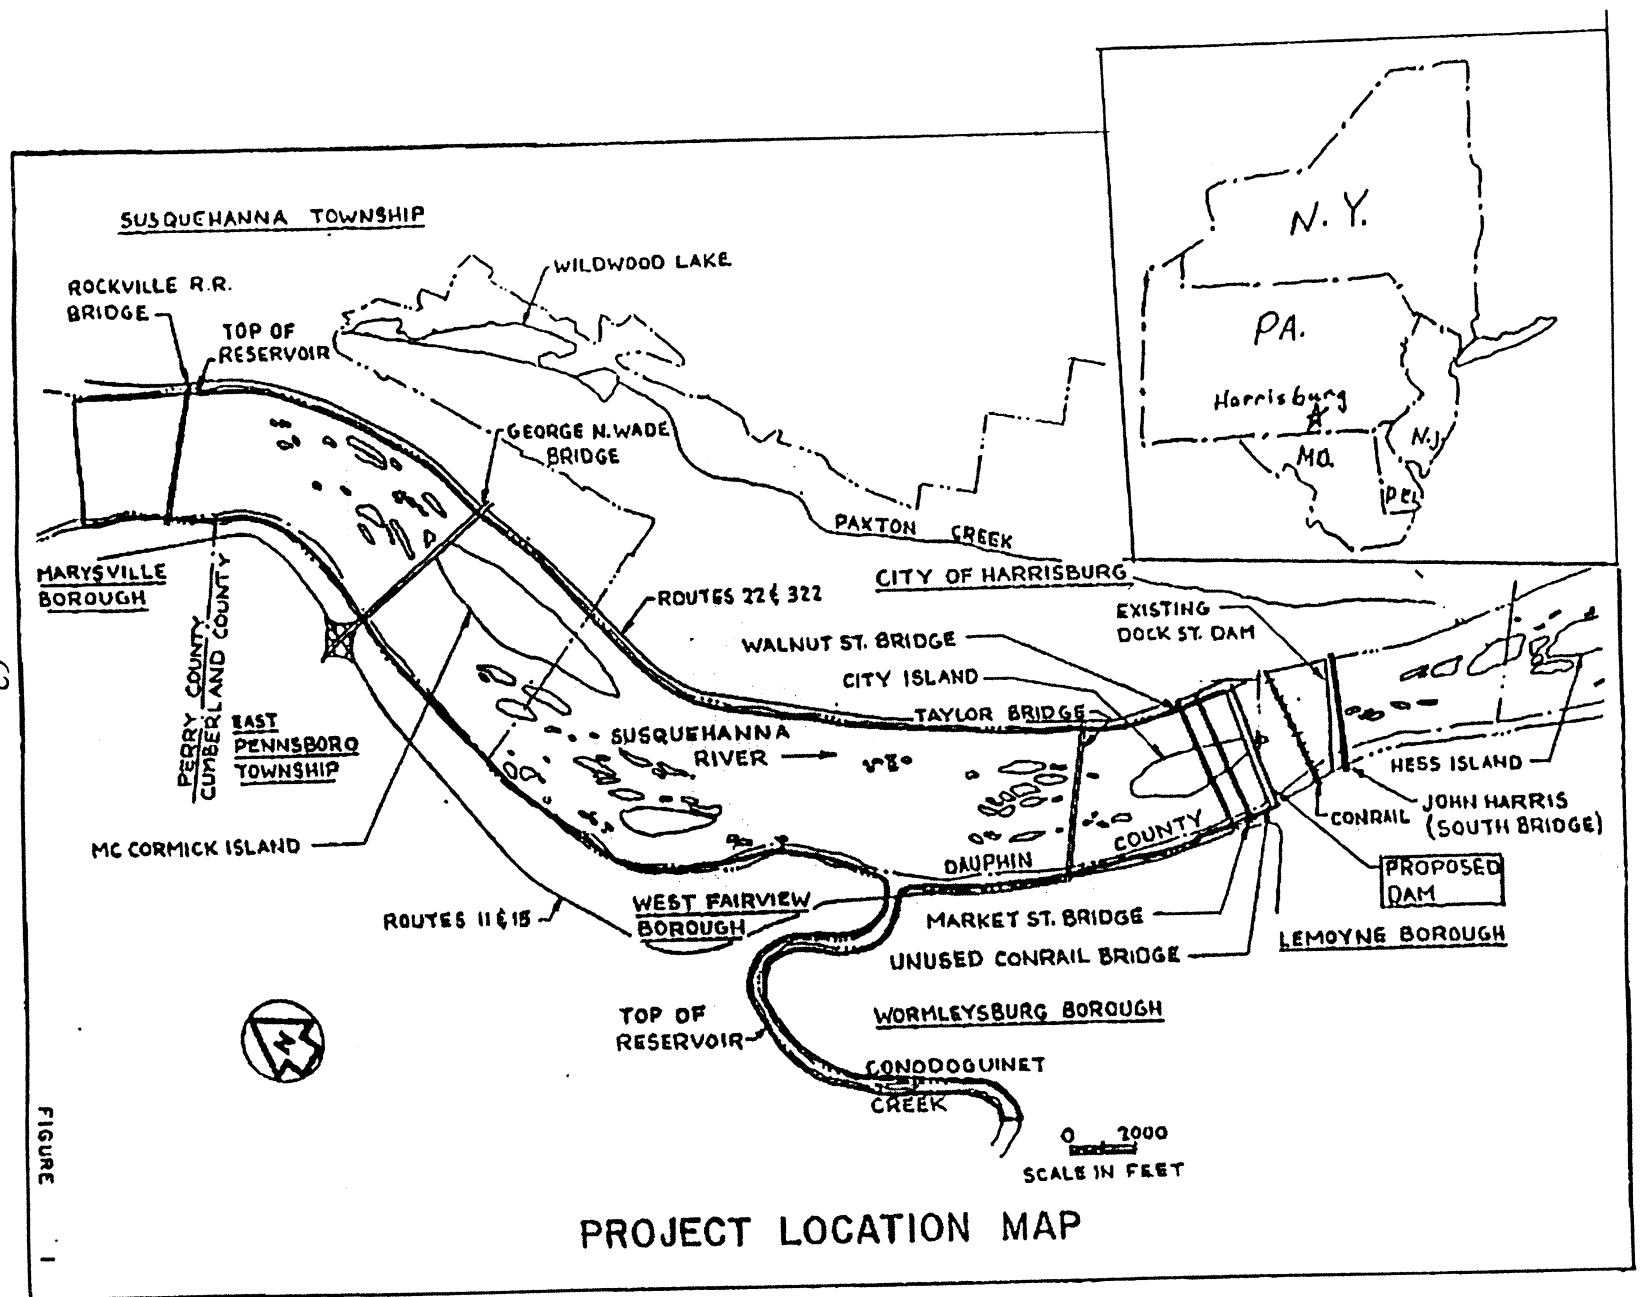 N.Y.
PA.
Harrisburg
N.J.
MD.
DEL
SUSQUEHANNA TOWNSHIP
WILDWOOD LAKE
ROCKVILLE R.R.
BRIDGE
TOP OF
RESERVOIR
GEORGE N. WADE
BRIDGE
PAXTON CREEK
MARYSVILLE
BOROUGH
PERRY COUNTY
CUMBERLAND COUNTY
CITY OF HARRISBURG
ROUTES 22 & 322
EXISTING
DOCK ST. DAM
WALNUT ST. BRIDGE
CITY ISLAND
TAYLOR BRIDGE
EAST
PENNSBORO
TOWNSHIP
SUSQUEHANNA
RIVER
HESS ISLAND
JOHN HARRIS
(SOUTH BRIDGE)
CONRAIL
MC CORMICK ISLAND
DAUPHIN COUNTY
PROPOSED
DAM
ROUTES 11 & 15
WEST FAIRVIEW
BOROUGH
MARKET ST. BRIDGE
LEMOYNE BOROUGH
UNUSED CONRAIL BRIDGE
WORMLEYSBURG BOROUGH
TOP OF
RESERVOIR
N
CONODOGUINET
CREEK
0 2000
SCALE IN FEET
PROJECT LOCATION MAP
FIGURE 1